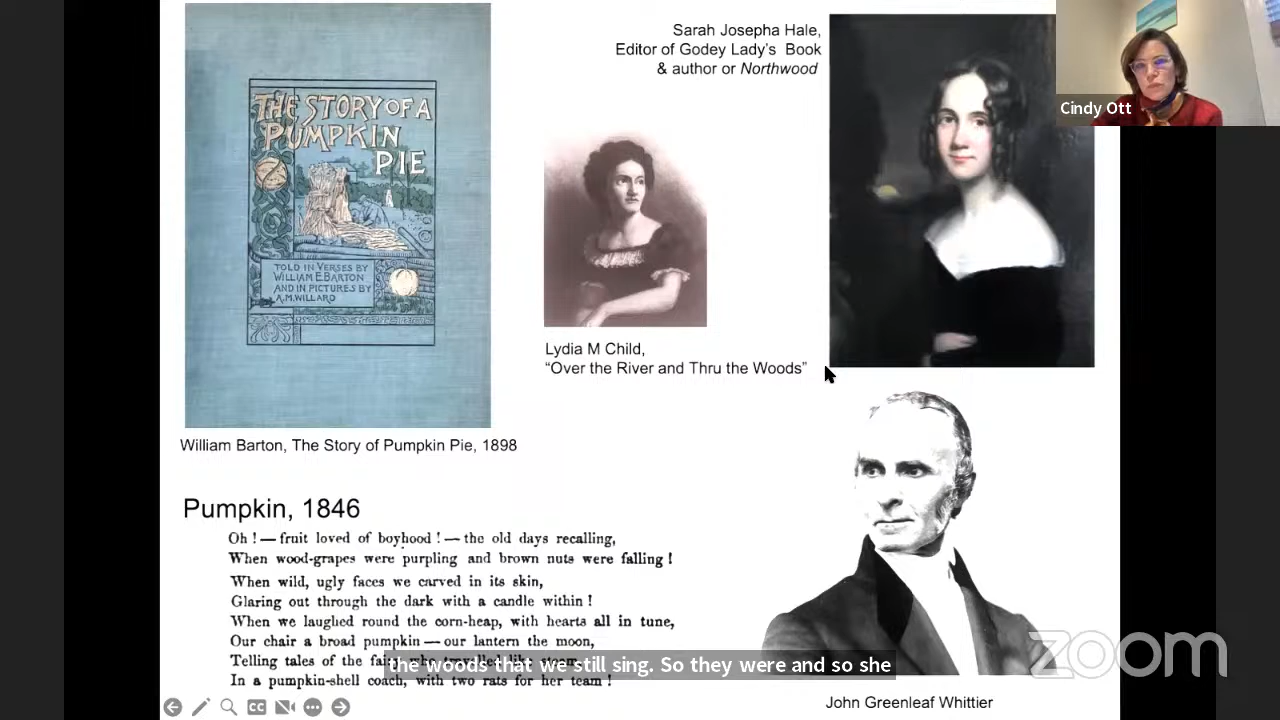 THE STORY OF A
PUMPKIN
PIE
TOLD IN VERSES BY
WILLIAM E. BARTON
AND IN PICTURES BY
A.M. WILLARD
William Barton, The Story of Pumpkin Pie, 1898
Sarah Josepha Hale,
Editor of Godey Lady's Book
& author or Northwood
Cindy Ott
Lydia M Child,
“Over the River and Thru the Woods”
Pumpkin, 1846
Oh ! — fruit loved of boyhood ! — the old days recalling,
When wood-grapes were purpling and brown nuts were falling !
When wild, ugly faces we carved in its skin,
Glaring out through the dark with a candle within !
When we laughed round the corn-heap, with hearts all in tune,
Our chair a broad pumpkin — our lantern the moon,
Telling tales of the
In a pumpkin-shell coach, with two rats for her team !
the woods that we still sing. So they were and so she
zoom
John Greenleaf Whittier
CC